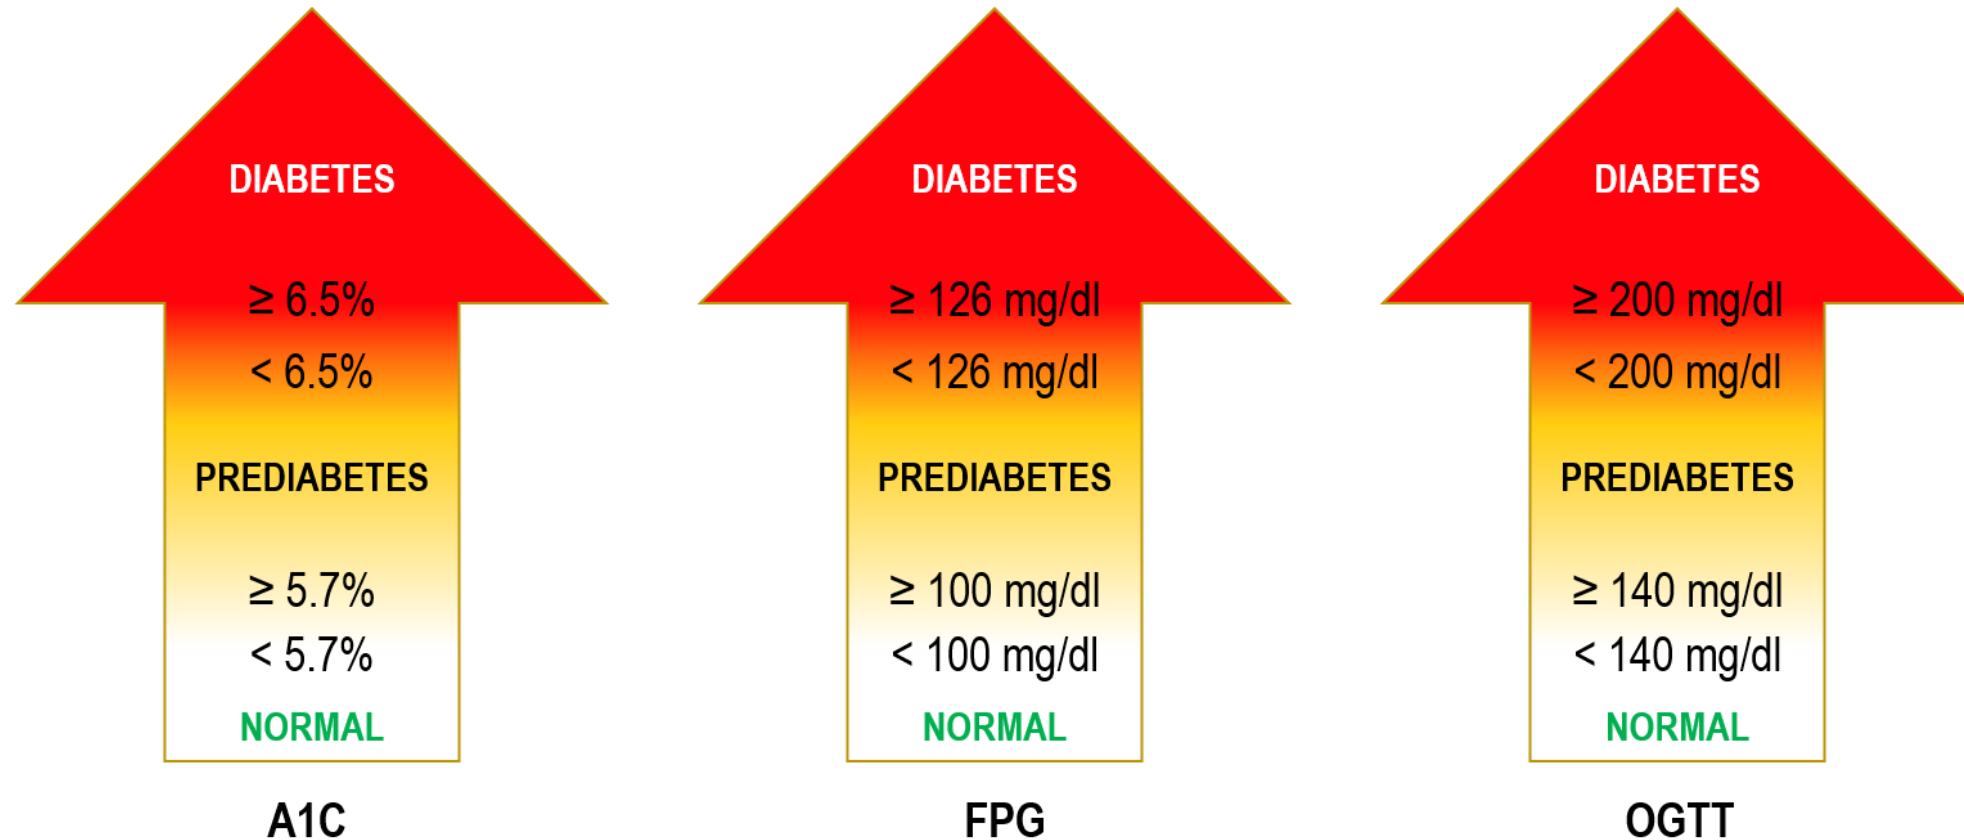 DIABETES
≥ 6.5%
< 6.5%
PREDIABETES
≥ 5.7%
< 5.7%
NORMAL
A1C
DIABETES
≥ 126 mg/dl
< 126 mg/dl
PREDIABETES
≥ 100 mg/dl
< 100 mg/dl
NORMAL
FPG
DIABETES
≥ 200 mg/dl
< 200 mg/dl
PREDIABETES
≥ 140 mg/dl
< 140 mg/dl
NORMAL
OGTT